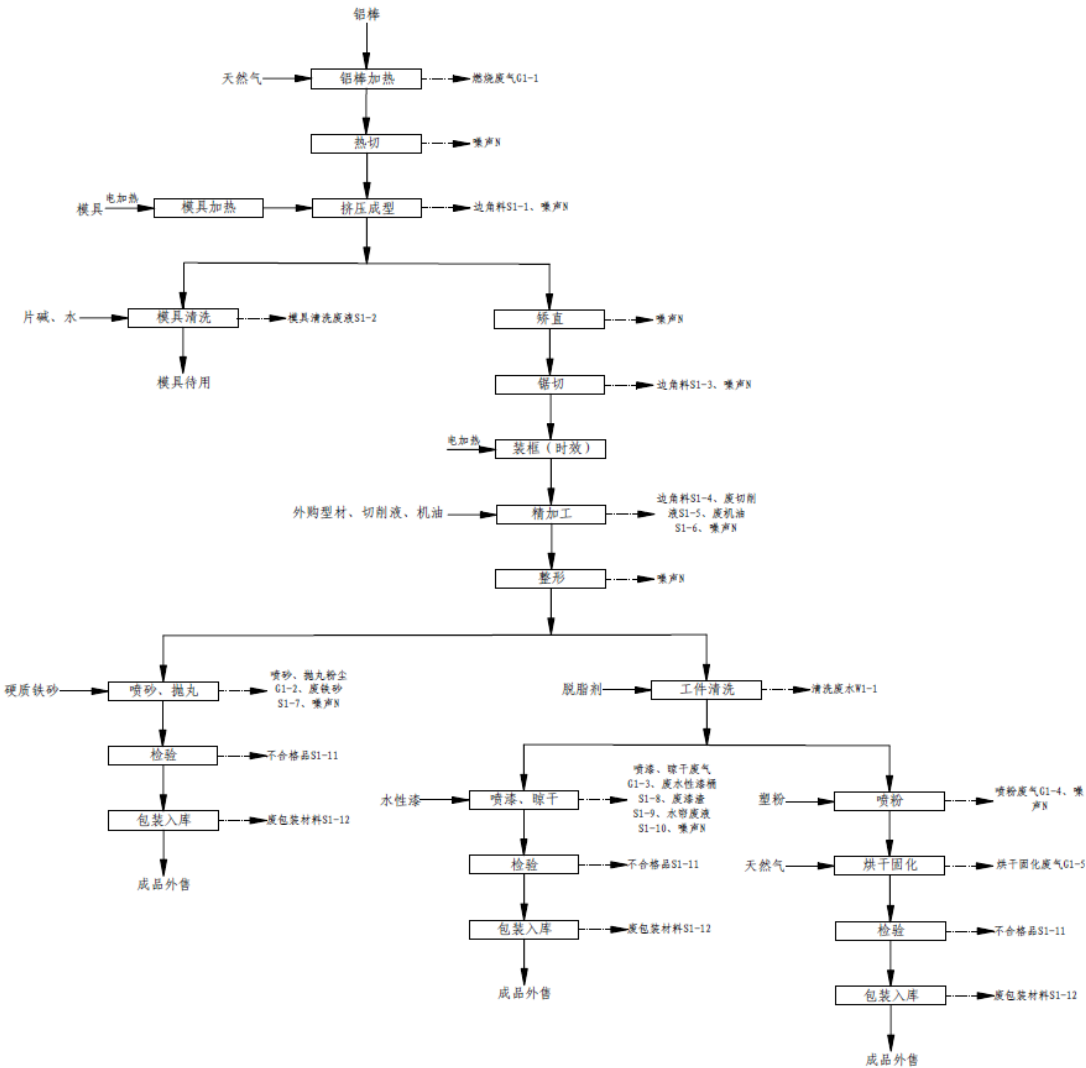 铝棒
天然气
铝棒加热
燃烧废气G1-1
热切
噪声N
模具
电加热
模具加热
挤压成型
边角料S1-1、噪声N
片碱、水
模具清洗
模具清洗废液S1-2
矫直
噪声N
模具待用
锯切
边角料S1-3、噪声N
电加热
装框（时效）
外购型材、切削液、机油
精加工
边角料S1-4、废切削
液S1-5、废机油
S1-6、噪声N
整形
噪声N
硬质铁砂
喷砂、抛丸
喷砂、抛丸粉尘
G1-2、废铁砂
S1-7、噪声N
脱脂剂
工件清洗
清洗废水W1-1
检验
不合格品S1-11
包装入库
废包装材料S1-12
成品外售
水性漆
喷漆、晾干
喷漆、晾干废气
G1-3、废水性漆桶
S1-8、废漆渣
S1-9、水帘废液
S1-10、噪声N
检验
不合格品S1-11
包装入库
废包装材料S1-12
成品外售
塑粉
喷粉
喷粉废气G1-4、噪
声N
天然气
烘干固化
烘干固化废气G1-5
检验
不合格品S1-11
包装入库
废包装材料S1-12
成品外售